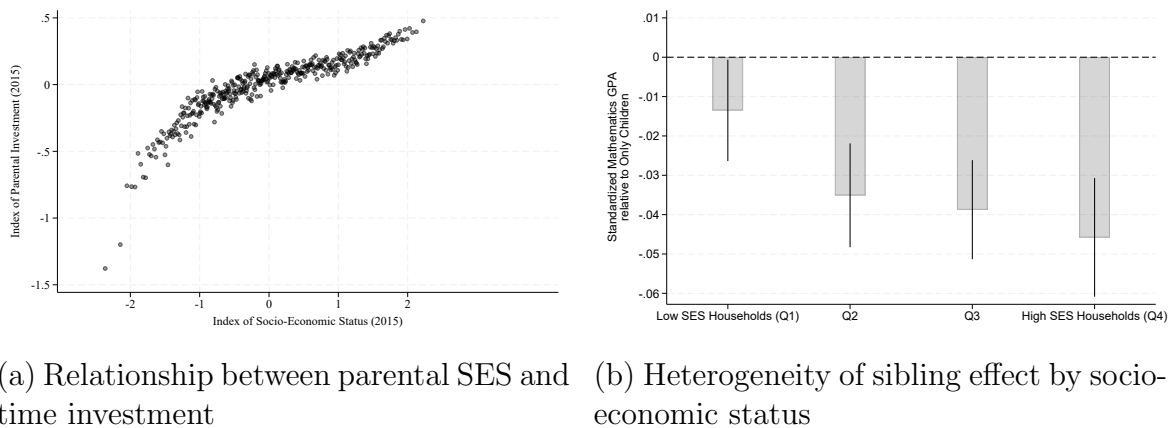 .5
0
-.5
-1
-1.5
Index of Parental Investment (2015)
-2
-1
0
1
2
Index of Socio-Economic Status (2015)
.01
0
-.01
-.02
-.03
-.04
-.05
-.06
Standardized Mathematics GPA
relative to Only Children
Low SES Households (Q1)
Q2
Q3
High SES Households (Q4)
(a) Relationship between parental SES and
time investment
(b) Heterogeneity of sibling effect by socio-
economic status